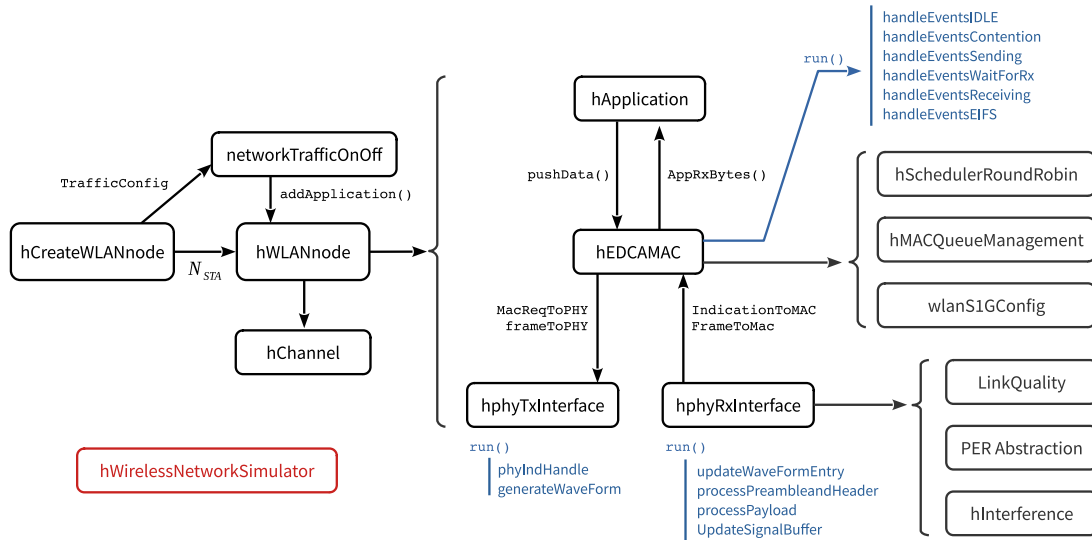 handleEventsIDLE
handleEventsContention
handleEventsSending
handleEventsWaitForRx
handleEventsReceiving
handleEventsEIFS
run()
hApplication
networkTrafficOnOff
TrafficConfig
addApplication()
pushData()
AppRxBytes()
hSchedulerRoundRobin
hCreateWLANnode
N_STA
hWLANnode
hEDCAMAC
hMACQueueManagement
wlanS1GConfig
hChannel
MacReqToPHY
frameToPHY
IndicationToMAC
FrameToMac
hphyTxInterface
hphyRxInterface
LinkQuality
PER Abstraction
hInterference
hWirelessNetworkSimulator
run()
phyIndHandle
generateWaveForm
run()
updateWaveFormEntry
processPreambleandHeader
processPayload
UpdateSignalBuffer